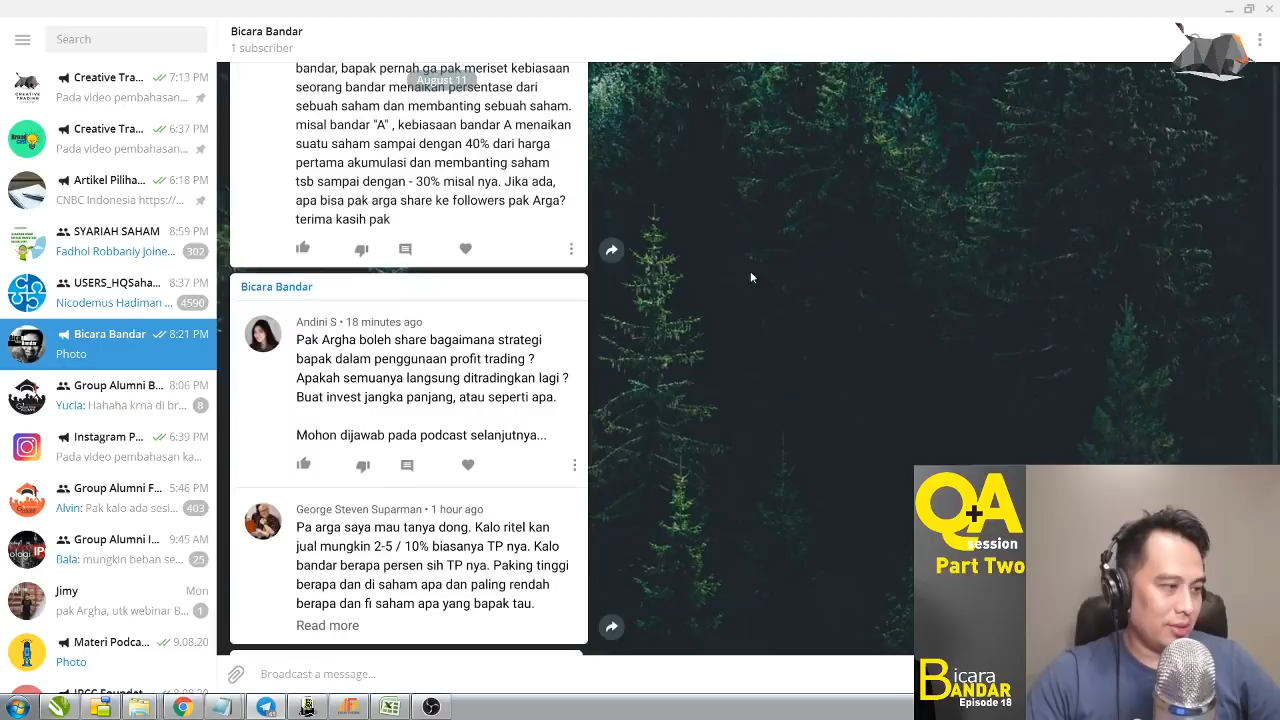 Search
Bicara Bandar
1 subscriber
Creative Tra... 7:13 PM
Pada video pembahasan...
Creative Tra... 6:37 PM
Pada video pembahasan...
Artikel Piliha... 6:18 PM
CNBC Indonesia https://...
SYARIAH SAHAM 8:59 PM
Fadhol Robbaniy joine... 302
USERS_HQSaha... 8:37 PM
Nicodemus Hadiman ... 4590
Bicara Bandar 8:21 PM
Photo
Group Alumni B... 8:06 PM
Yucia: Hahaha krna di br... 8
Instagram P... 6:39 PM
Pada video pembahasan ka...
Group Alumni F... 5:46 PM
Alvin: Pak kalo ada sesi... 403
Group Alumni I... 9:45 AM
Bala: mungkin beban se... 25
Jimy Mon
pak Argha, utk webinar B... 1
Materi Podca... 9.08.20
Photo
August 11
bandar, bapak pernah ga pak meriset kebiasaan
seorang bandar menaikan persentase dari
sebuah saham dan membanting sebuah saham.
misal bandar "A" , kebiasaan bandar A menaikan
suatu saham sampai dengan 40% dari harga
pertama akumulasi dan membanting saham
tsb sampai dengan - 30% misal nya. Jika ada,
apa bisa pak arga share ke followers pak Arga?
terima kasih pak
Bicara Bandar
Andini S • 18 minutes ago
Pak Argha boleh share bagaimana strategi
bapak dalam penggunaan profit trading ?
Apakah semuanya langsung ditradingkan lagi ?
Buat invest jangka panjang, atau seperti apa.
Mohon dijawab pada podcast selanjutnya...
George Steven Suparman • 1 hour ago
Pa arga saya mau tanya dong. Kalo ritel kan
jual mungkin 2-5 / 10% biasanya TP nya. Kalo
bandar berapa persen sih TP nya. Paking tinggi
berapa dan di saham apa dan paling rendah
berapa dan fi saham apa yang bapak tau.
Read more
Broadcast a message...
Q+A
session
Part Two
Bicara
BANDAR
Episode 18